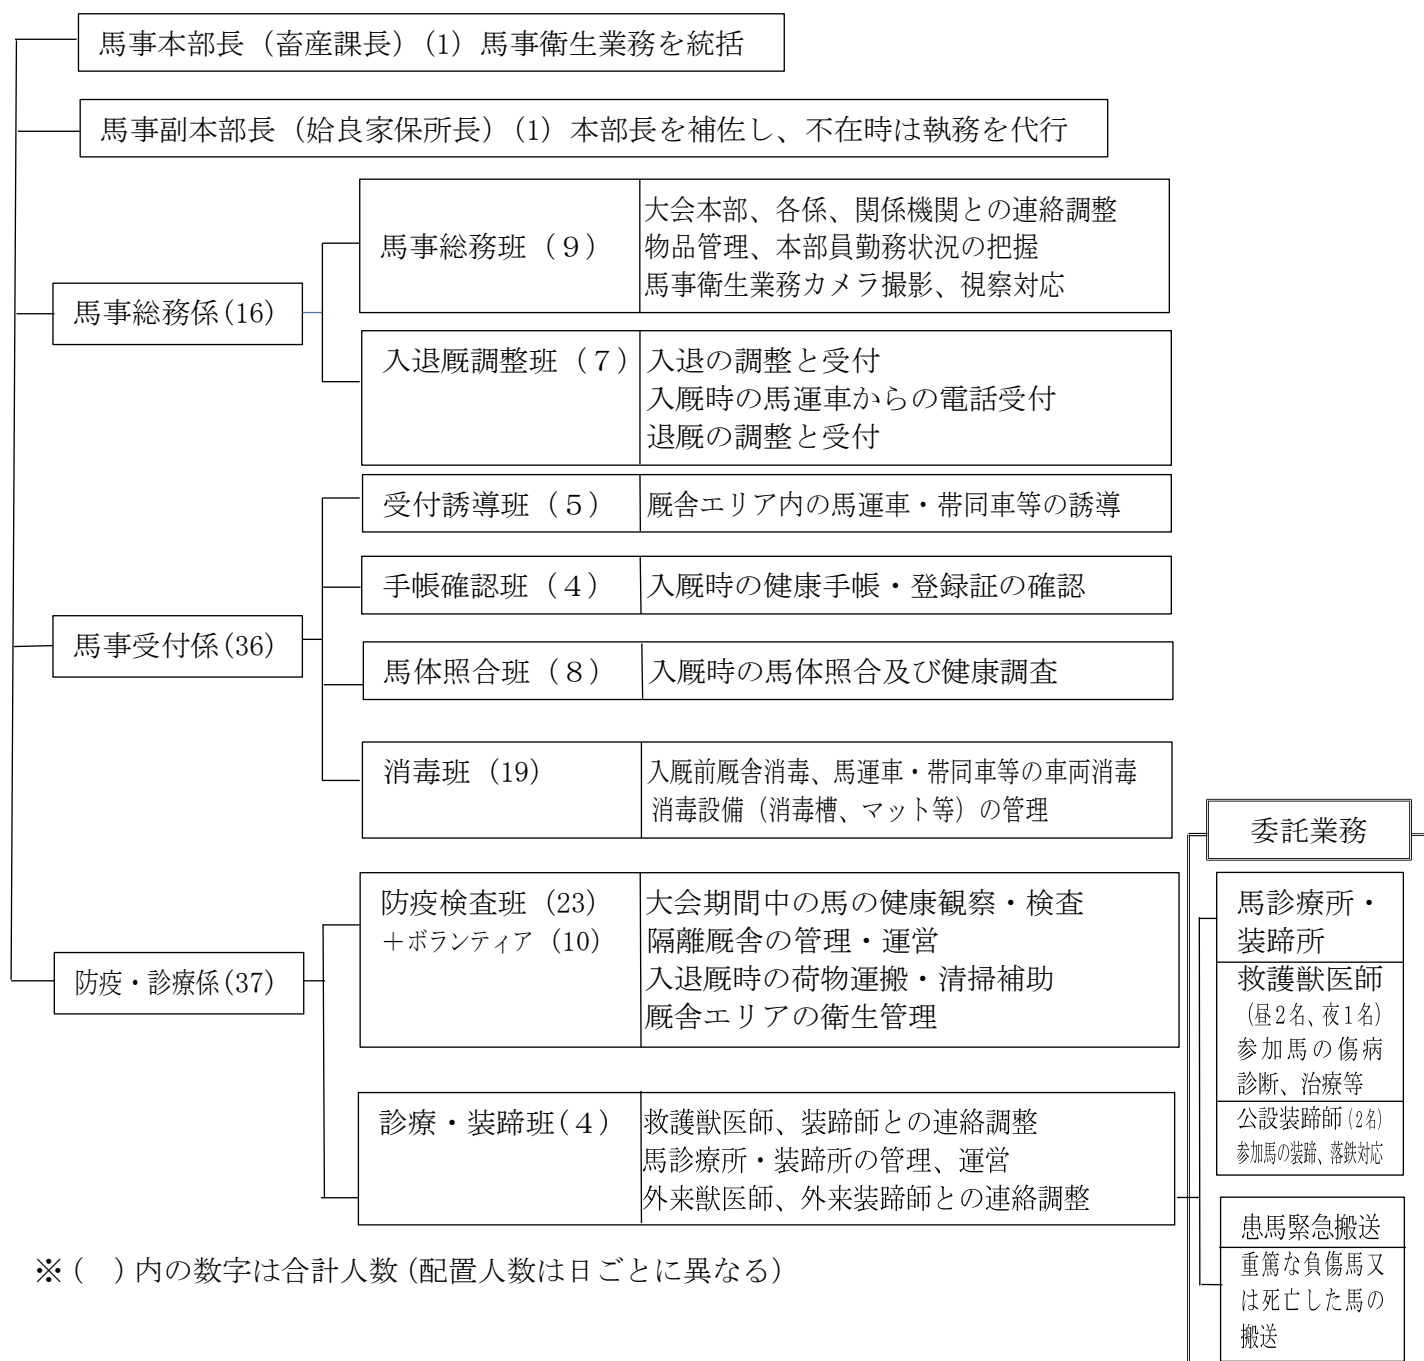 馬事本部長（畜産課長）(1) 馬事衛生業務を統括
馬事副本部長（姶良家保所長）(1) 本部長を補佐し、不在時は執務を代行
馬事総務係(16)
馬事総務班（９）
大会本部、各係、関係機関との連絡調整
物品管理、本部員勤務状況の把握
馬事衛生業務カメラ撮影、視察対応
入退厩調整班（７）
入退の調整と受付
入厩時の馬運車からの電話受付
退厩の調整と受付
馬事受付係(36)
受付誘導班（５）
厩舎エリア内の馬運車・帯同車等の誘導
手帳確認班（４）
入厩時の健康手帳・登録証の確認
馬体照合班（８）
入厩時の馬体照合及び健康調査
消毒班（19）
入厩前厩舎消毒、馬運車・帯同車等の車両消毒
消毒設備（消毒槽、マット等）の管理
防疫・診療係(37)
防疫検査班（23）
＋ボランティア（10）
大会期間中の馬の健康観察・検査
隔離厩舎の管理・運営
入退厩時の荷物運搬・清掃補助
厩舎エリアの衛生管理
診療・装蹄班(４)
救護獣医師、装蹄師との連絡調整
馬診療所・装蹄所の管理、運営
外来獣医師、外来装蹄師との連絡調整
委託業務
馬診療所・
装蹄所
救護獣医師
（昼２名、夜１名）
参加馬の傷病
診断、治療等
公設装蹄師(2名)
参加馬の装蹄、落鉄対応
患馬緊急搬送
重篤な負傷馬又
は死亡した馬の
搬送
※（　）内の数字は合計人数（配置人数は日ごとに異なる）